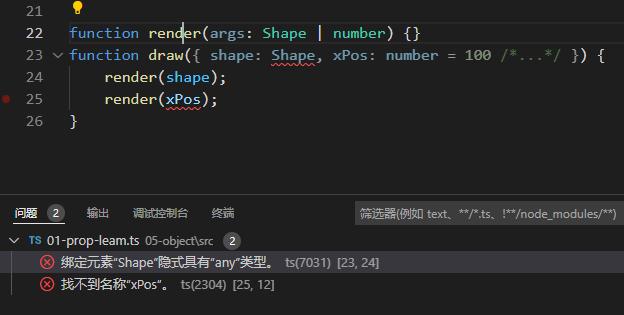 21
22 function render(args: Shape | number) {}
23 function draw({ shape: Shape, xPos: number = 100 /*...*/ }) {
24 render(shape);
25 render(xPos);
26 }
问题 2 输出 调试控制台 终端 筛选器(例如 text、**/*.ts、!**/node_modules/**)
TS 01-prop-leam.ts 05-object\src 2
绑定元素"Shape"隐式具有"any"类型。 ts(7031) [23, 24]
找不到名称"xPos"。 ts(2304) [25, 12]